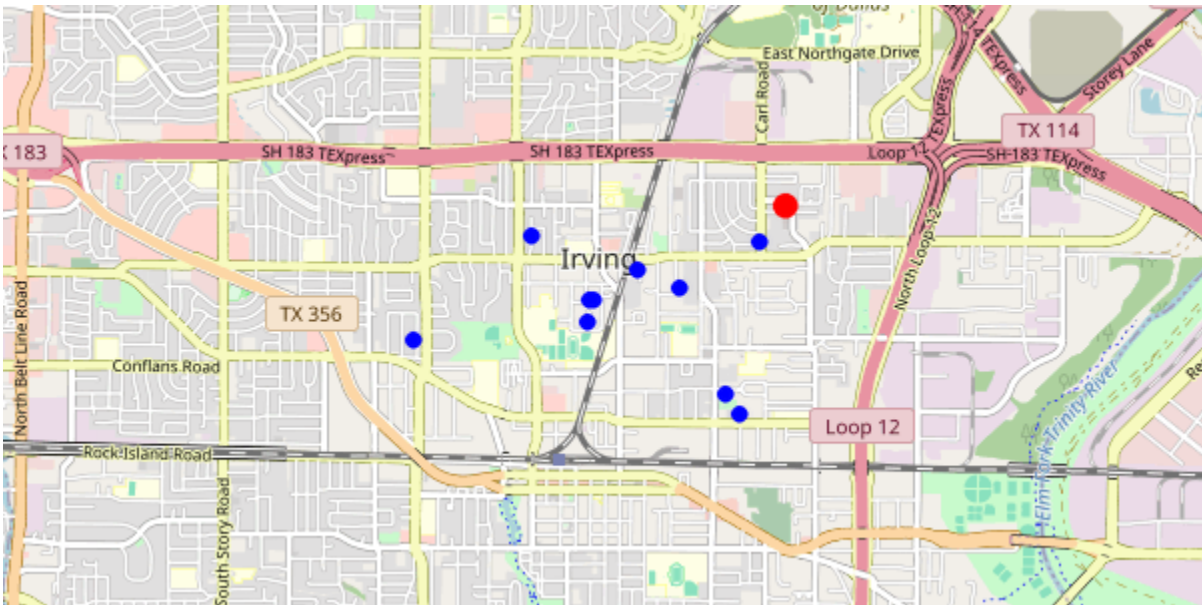 of Dallas
East Northgate Drive
Carl Road
TEXpress
Storey Lane
TX 114
X 183
SH 183 TEXpress
SH 183 TEXpress
Loop 12
TEXpress
SH 183 TEXpress
North Loop 12
Irving
TX 356
North Belt Line Road
Conflans Road
Elm Fork Trinity River
Re
Loop 12
Rock Island Road
South Story Road